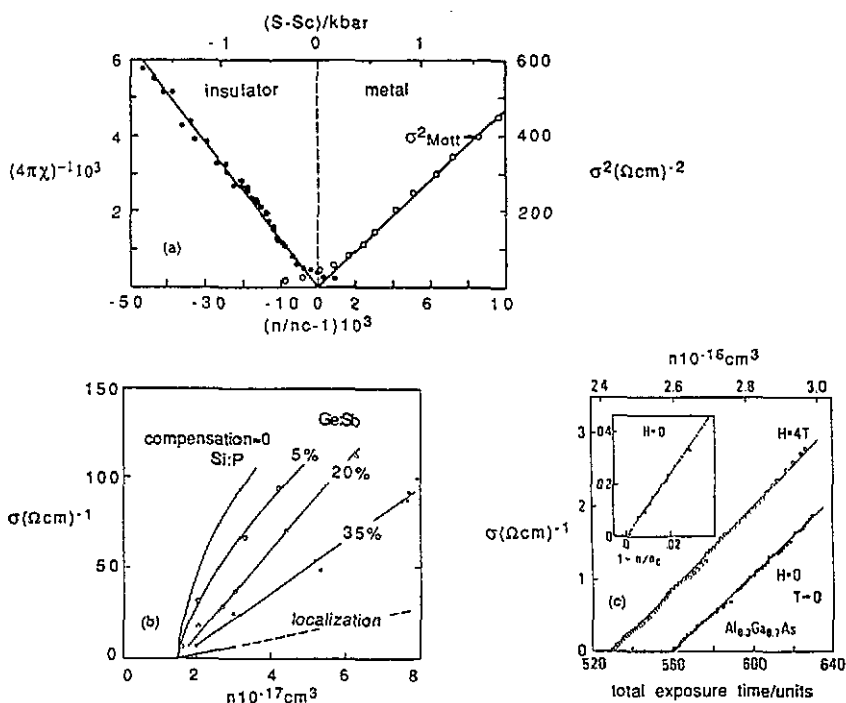 (S-Sc)/kbar
-1 0 1
6 600
insulator metal
σ²Mott
4 400
(4πχ)⁻¹10³ σ²(Ωcm)⁻²
2 200
(a)
-50 -30 -10 0 2 6 10
(n/nc-1)10³
150
GeSb
compensation≈0
Si:P
5%
100
20%
σ(Ωcm)⁻¹
35%
50
(b)
localization
0
0 2 4 6 8
n10⁻¹⁷cm³
n10⁻¹⁶cm³
2.4 2.6 2.8 3.0
3
.04
H=0
H=4T
.02
2
0
0 .02
1-n/nc
σ(Ωcm)⁻¹
1
H=0
T→0
(c)
Al0.3Ga0.7As
0
520 560 600 640
total exposure time/units